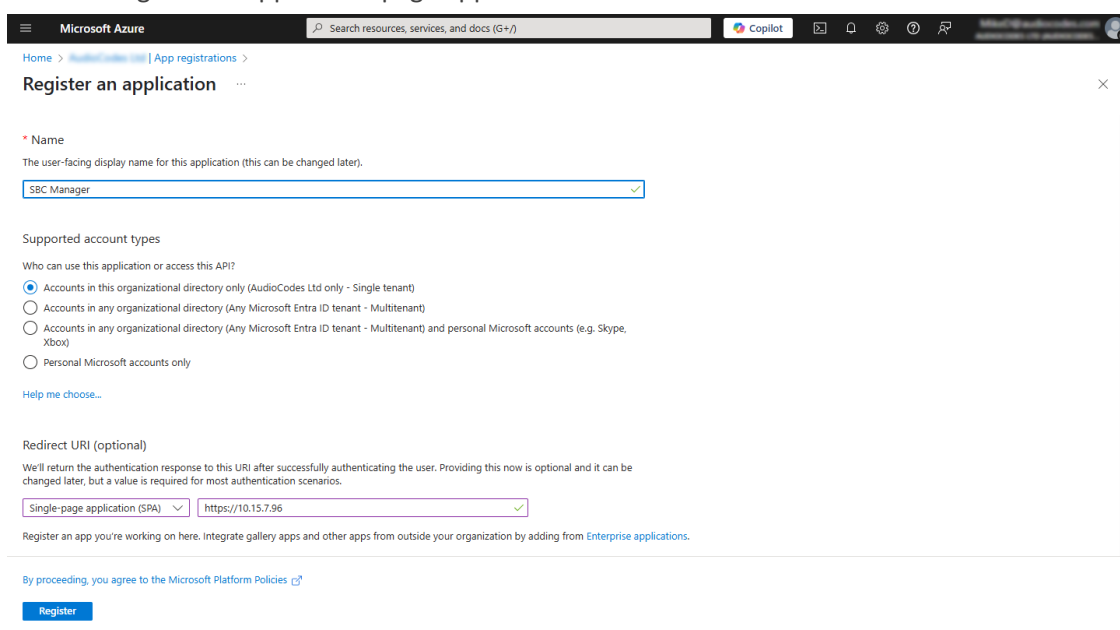 Microsoft Azure
Search resources, services, and docs (G+/)
Copilot
Home > | App registrations >
Register an application ...
* Name
The user-facing display name for this application (this can be changed later).
SBC Manager
Supported account types
Who can use this application or access this API?
Accounts in this organizational directory only (AudioCodes Ltd only - Single tenant)
Accounts in any organizational directory (Any Microsoft Entra ID tenant - Multitenant)
Accounts in any organizational directory (Any Microsoft Entra ID tenant - Multitenant) and personal Microsoft accounts (e.g. Skype,
Xbox)
Personal Microsoft accounts only
Help me choose...
Redirect URI (optional)
We'll return the authentication response to this URI after successfully authenticating the user. Providing this now is optional and it can be
changed later, but a value is required for most authentication scenarios.
Single-page application (SPA)
https://10.15.7.96
Register an app you're working on here. Integrate gallery apps and other apps from outside your organization by adding from Enterprise applications.
By proceeding, you agree to the Microsoft Platform Policies
Register